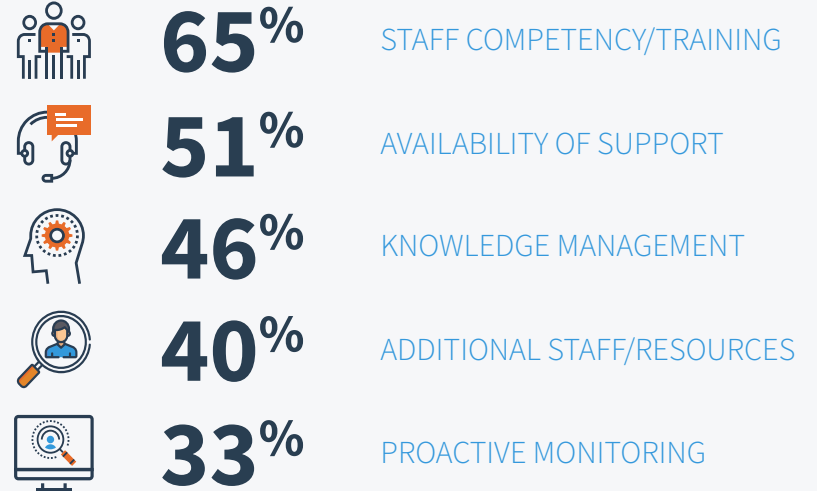 65% STAFF COMPETENCY/TRAINING
51% AVAILABILITY OF SUPPORT
46% KNOWLEDGE MANAGEMENT
40% ADDITIONAL STAFF/RESOURCES
33% PROACTIVE MONITORING